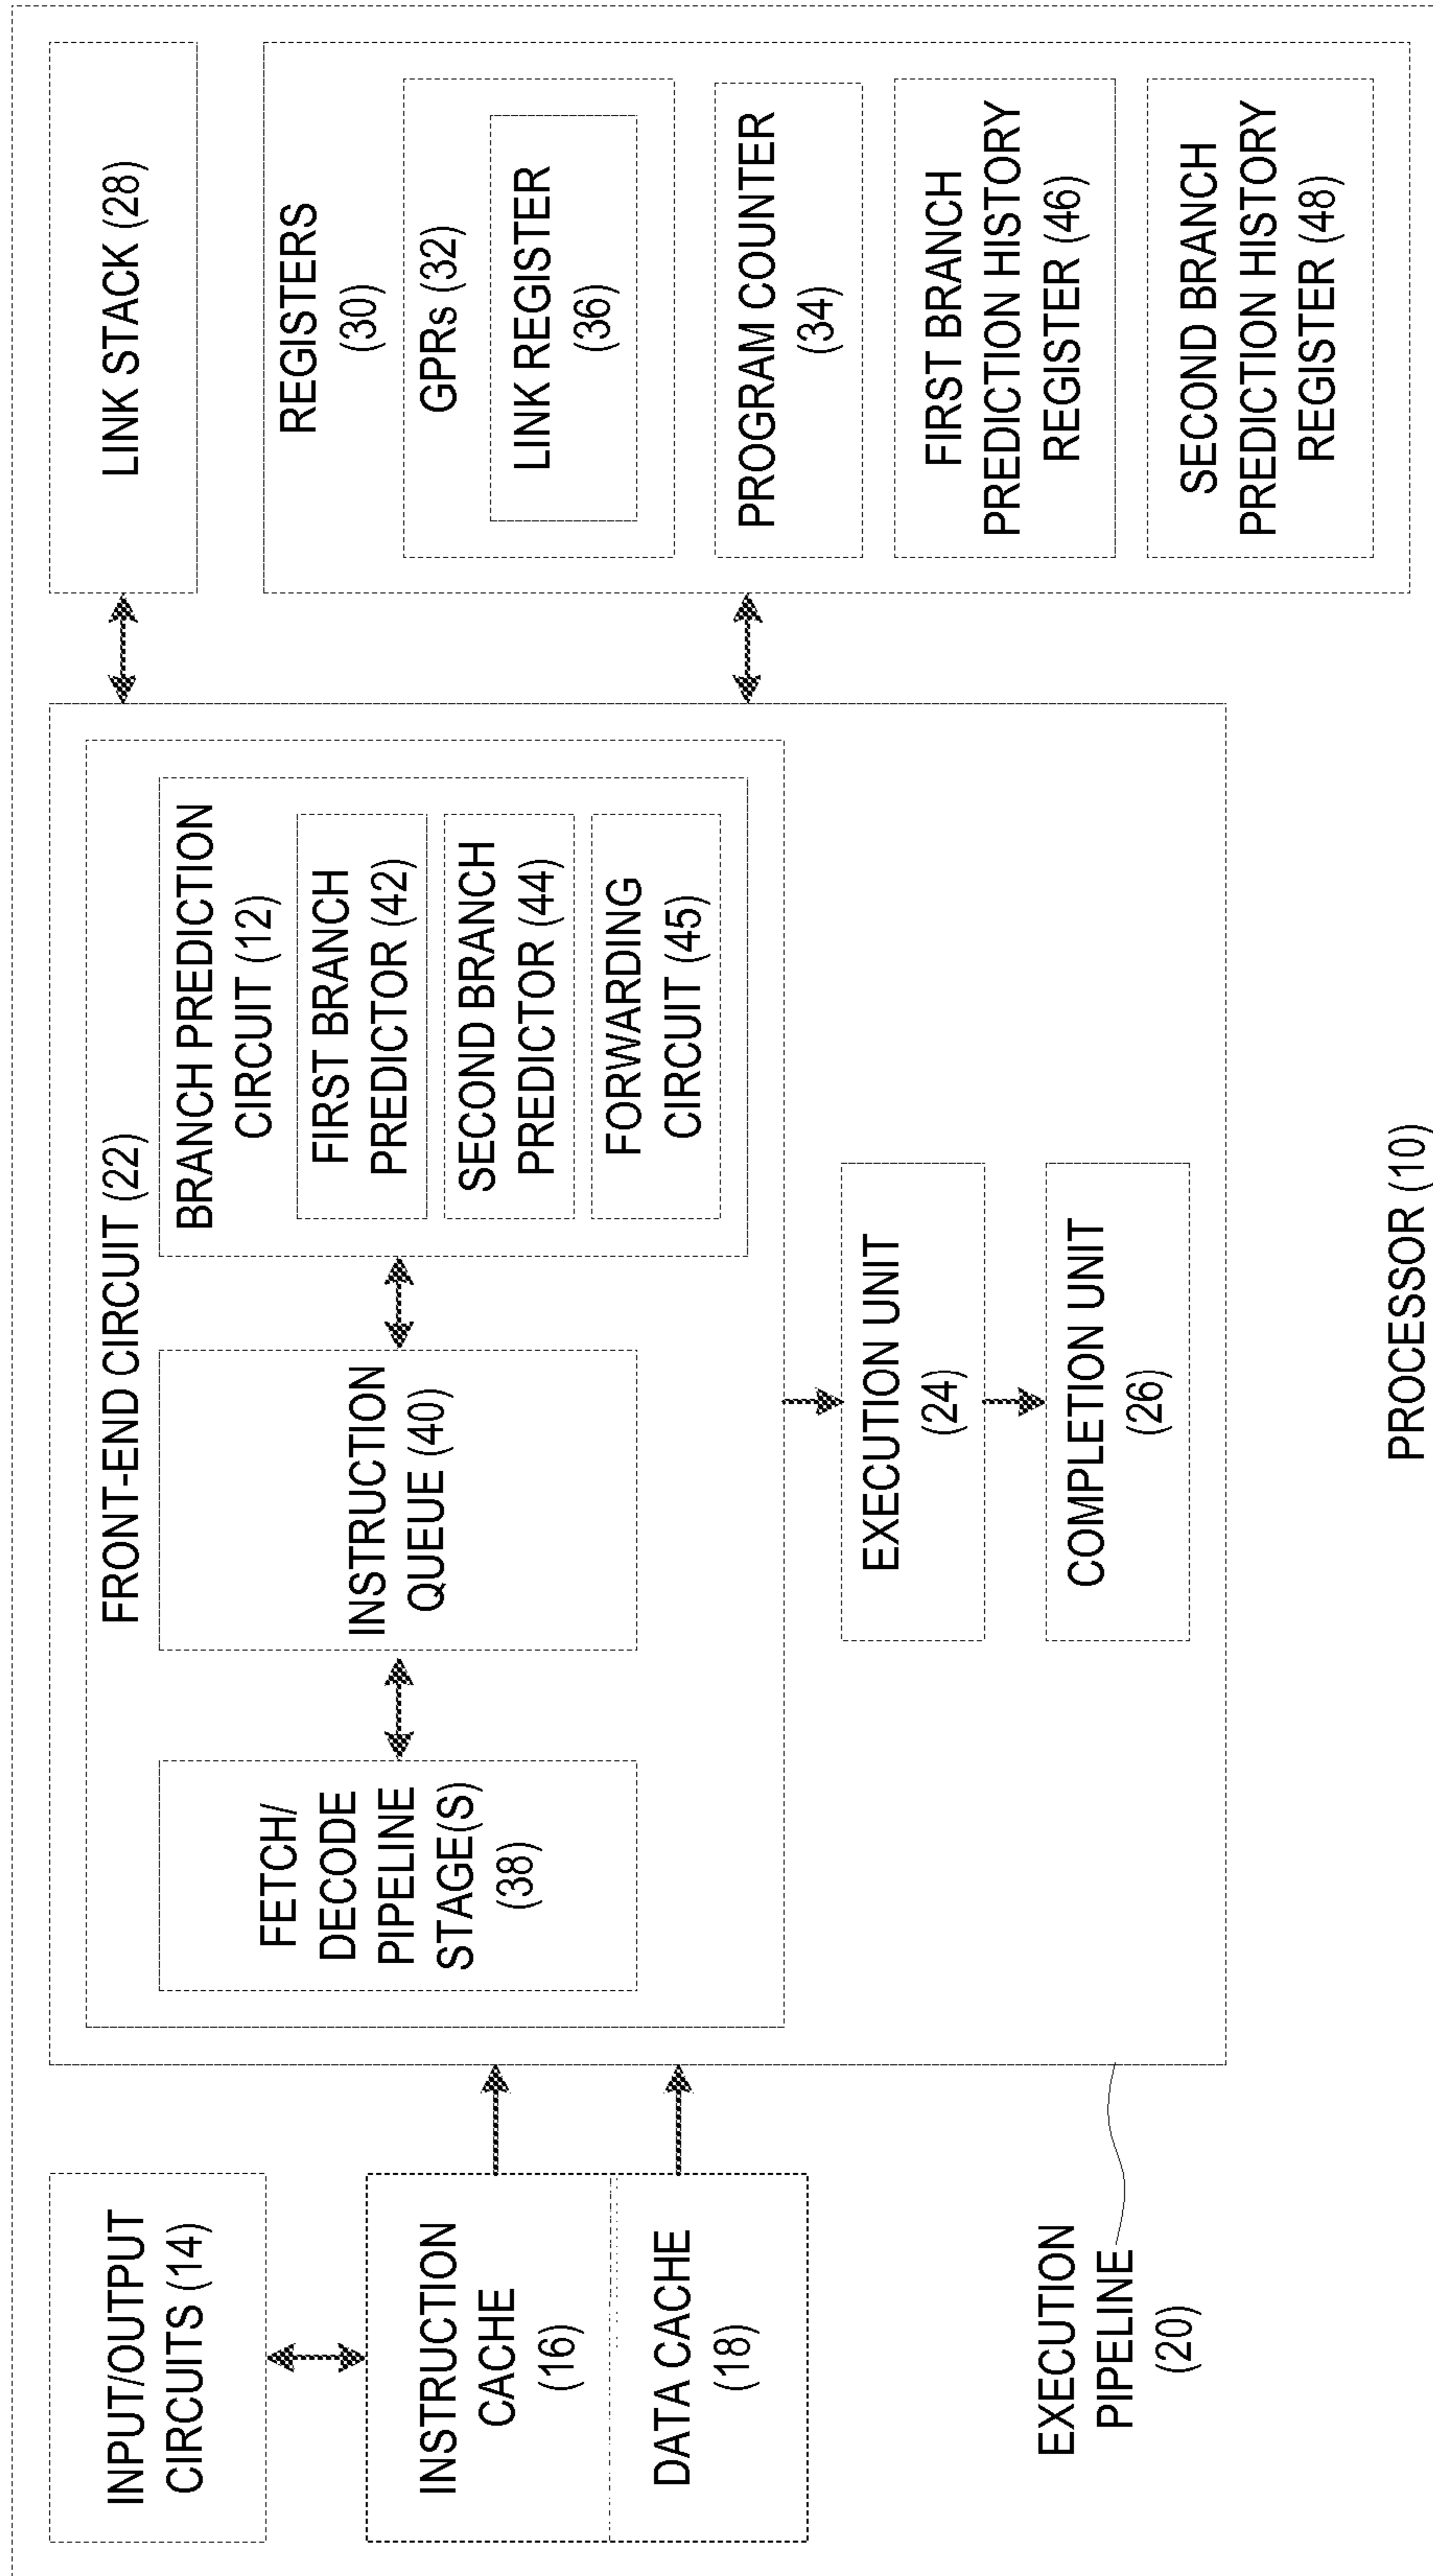 INPUT/OUTPUT
CIRCUITS (14)
INSTRUCTION
CACHE
(16)
DATA CACHE
(18)
EXECUTION
PIPELINE
(20)
FRONT-END CIRCUIT (22)
FETCH/
DECODE
PIPELINE
STAGE(S)
(38)
INSTRUCTION
QUEUE (40)
BRANCH PREDICTION
CIRCUIT (12)
FIRST BRANCH
PREDICTOR (42)
SECOND BRANCH
PREDICTOR (44)
FORWARDING
CIRCUIT (45)
EXECUTION UNIT
(24)
COMPLETION UNIT
(26)
LINK STACK (28)
REGISTERS
(30)
GPRs (32)
LINK REGISTER
(36)
PROGRAM COUNTER
(34)
FIRST BRANCH
PREDICTION HISTORY
REGISTER (46)
SECOND BRANCH
PREDICTION HISTORY
REGISTER (48)
PROCESSOR (10)